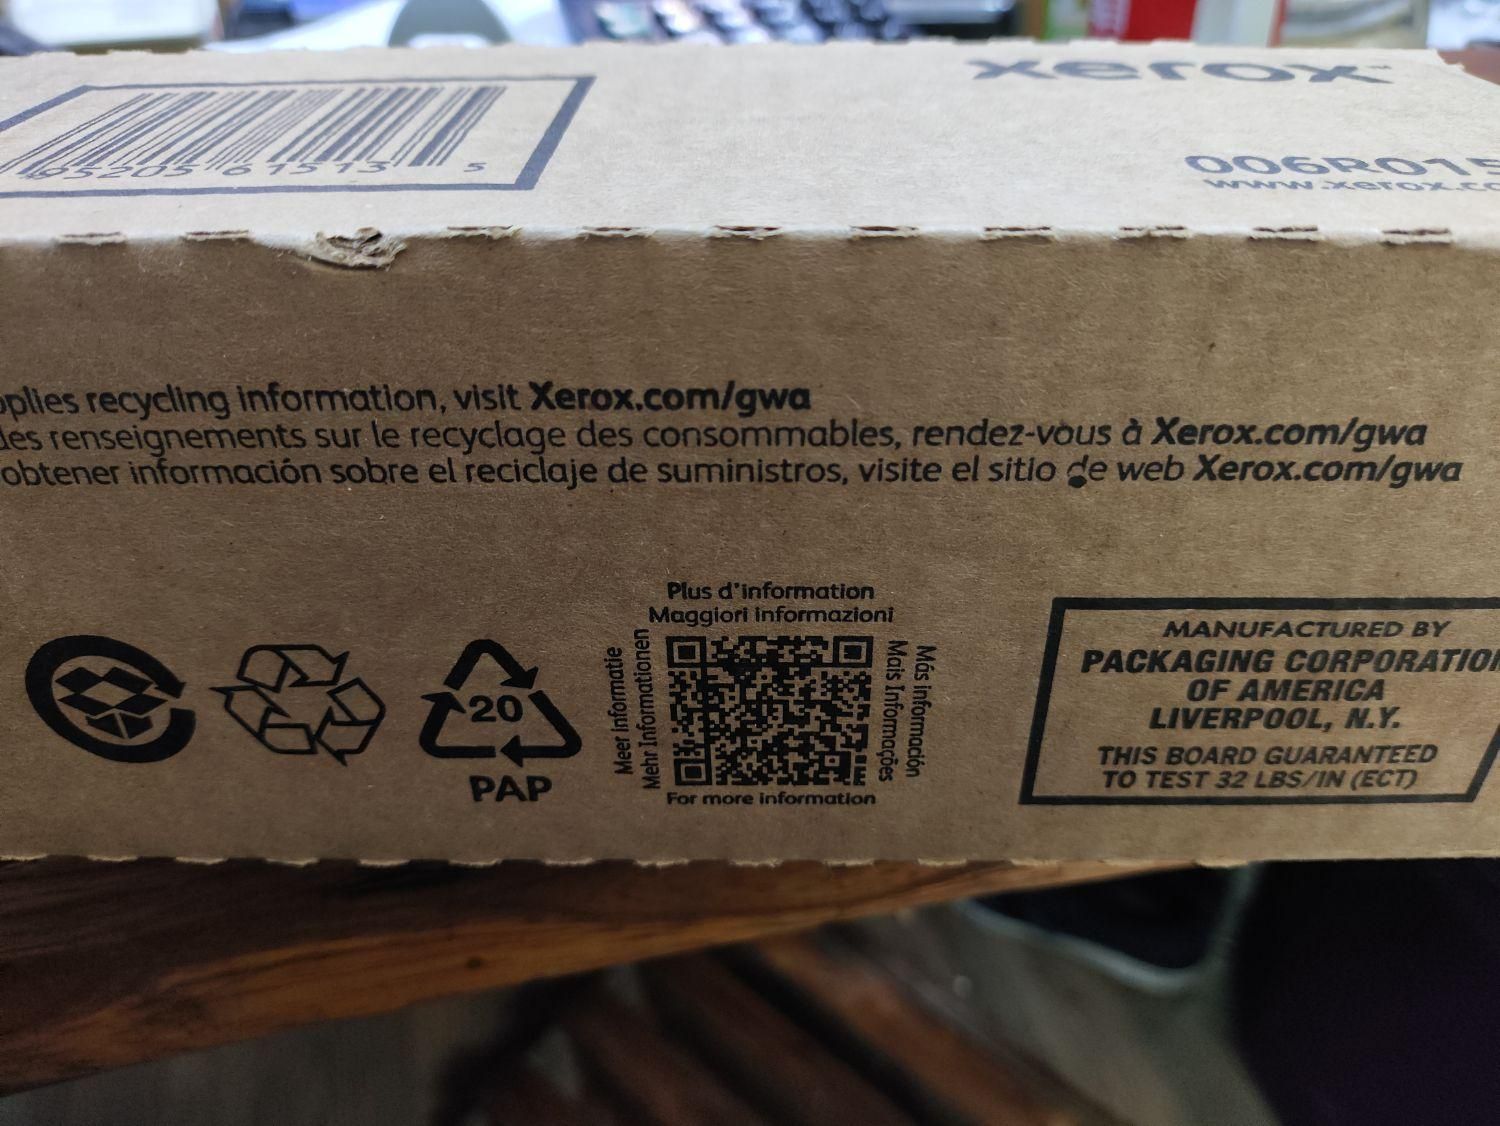 xerox™
95205 61513 5
006R015
www.xerox.co
pplies recycling information, visit Xerox.com/gwa
des renseignements sur le recyclage des consommables, rendez-vous à Xerox.com/gwa
obtener información sobre el reciclaje de suministros, visite el sitio de web Xerox.com/gwa
20
PAP
Plus d'information
Maggiori informazioni
Meer informatie
Mehr Informationen
Más información
Mais Informações
For more information
MANUFACTURED BY
PACKAGING CORPORATION
OF AMERICA
LIVERPOOL, N.Y.
THIS BOARD GUARANTEED
TO TEST 32 LBS/IN (ECT)